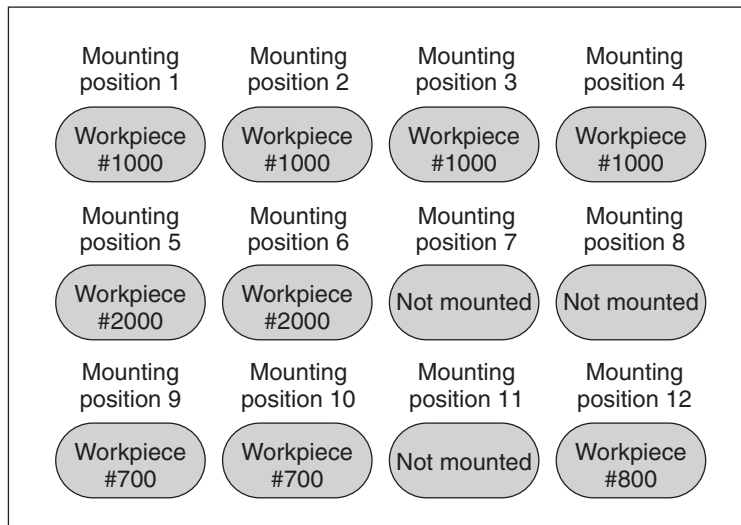 Mounting
position 1
Mounting
position 2
Mounting
position 3
Mounting
position 4
Workpiece
#1000
Workpiece
#1000
Workpiece
#1000
Workpiece
#1000
Mounting
position 5
Mounting
position 6
Mounting
position 7
Mounting
position 8
Workpiece
#2000
Workpiece
#2000
Not mounted
Not mounted
Mounting
position 9
Mounting
position 10
Mounting
position 11
Mounting
position 12
Workpiece
#700
Workpiece
#700
Not mounted
Workpiece
#800